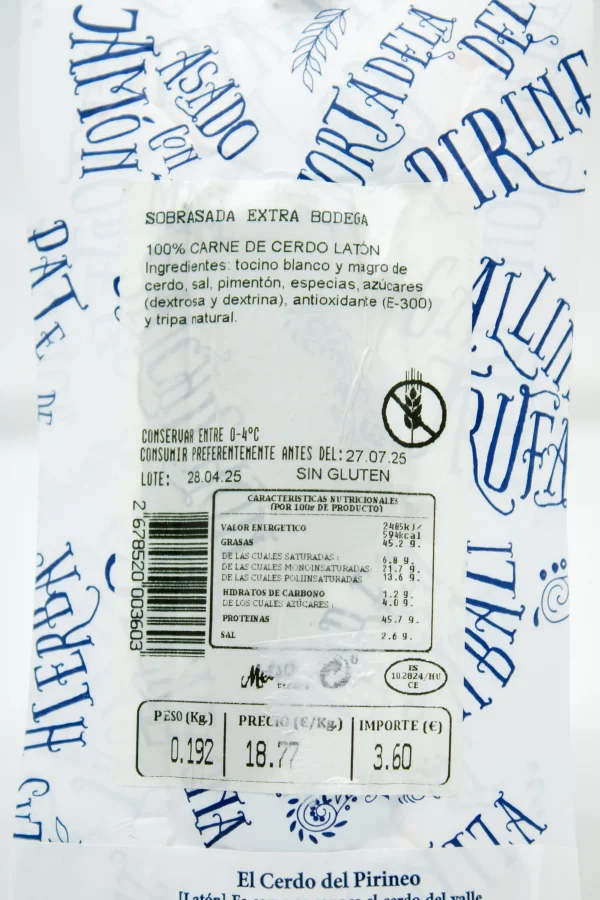 JAMÓN
ASADO
CON
MORTADELA
DEL
PIRINE
PATE DE
SOBRASADA EXTRA BODEGA
100% CARNE DE CERDO LATÓN
Ingredientes: tocino blanco y magro de
cerdo, sal, pimentón, especias, azúcares
(dextrosa y dextrina), antioxidante (E-300)
y tripa natural.
TRUFA
CONSERVAR ENTRE 0-4ºC
CONSUMIR PREFERENTEMENTE ANTES DEL: 27.07.25
LOTE: 28.04.25 SIN GLUTEN
2 678520 003603
CARACTERISTICAS NUTRICIONALES
(POR 100g DE PRODUCTO)
VALOR ENERGETICO 2485kJ/
594kcal
GRASAS 45.2 g.
DE LAS CUALES SATURADAS: 6.8 g.
DE LAS CUALES MONOINSATURADAS 21.7 g.
DE LAS CUALES POLIINSATURADAS 13.6 g.
HIDRATOS DE CARBONO 1.2 g.
DE LOS CUALES AZUCARES: 4.0 g.
PROTEINAS 45.7 g.
SAL 2.6 g.
HIERBA
ES
10.2824/HU
CE
PESO (Kg.) PRECIO (€/Kg.) IMPORTE (€)
0.192 18.77 3.60
El Cerdo del Pirineo